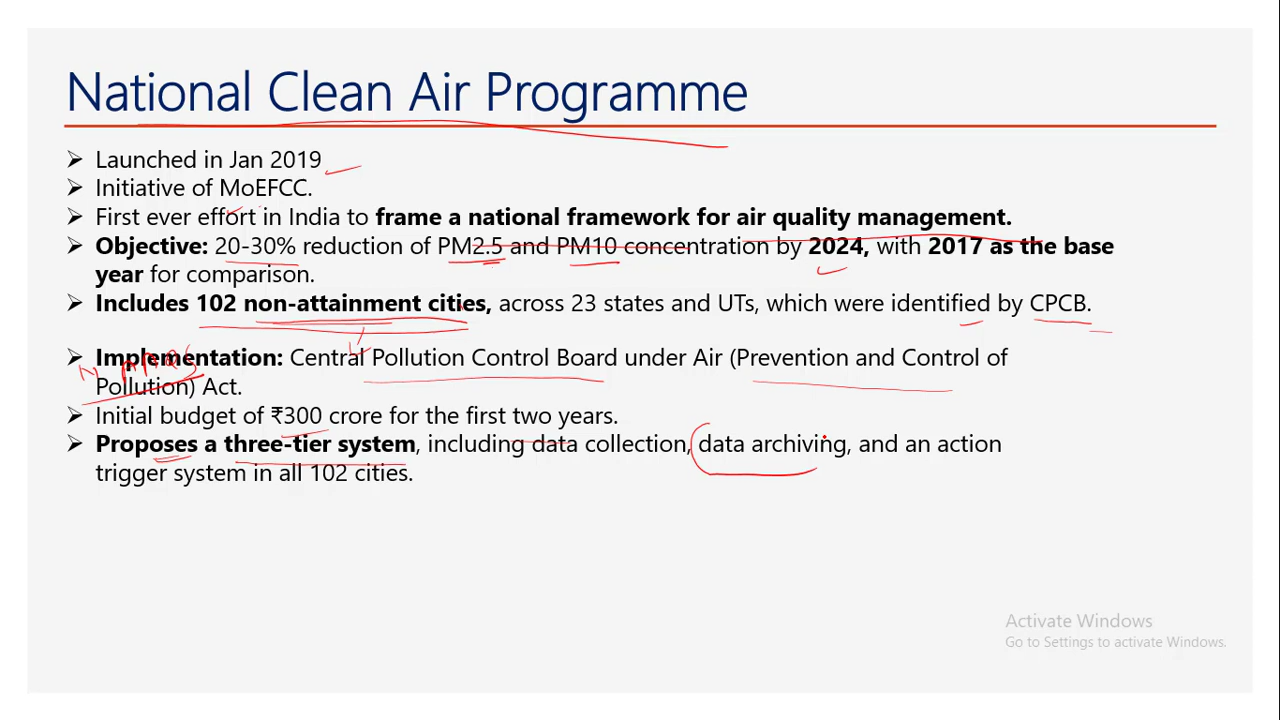 National Clean Air Programme
➢ Launched in Jan 2019
➢ Initiative of MoEFCC.
➢ First ever effort in India to frame a national framework for air quality management.
➢ Objective: 20-30% reduction of PM2.5 and PM10 concentration by 2024, with 2017 as the base
year for comparison.
➢ Includes 102 non-attainment cities, across 23 states and UTs, which were identified by CPCB.
➢ Implementation: Central Pollution Control Board under Air (Prevention and Control of
NAAQS
Pollution) Act.
➢ Initial budget of ₹300 crore for the first two years.
➢ Proposes a three-tier system, including data collection, data archiving, and an action
trigger system in all 102 cities.
Activate Windows
Go to Settings to activate Windows.